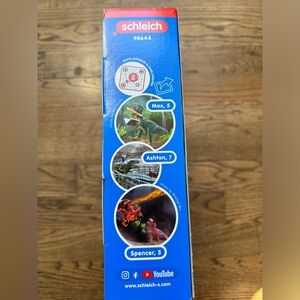 schleich
98644
Max, 5
Ashton, 7
Spencer, 5
YouTube
www.schleich-s.com